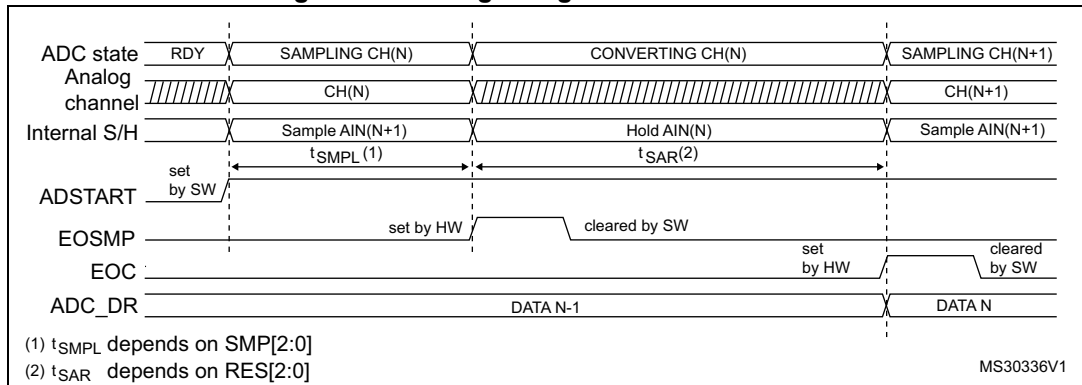 ADC state RDY SAMPLING CH(N) CONVERTING CH(N) SAMPLING CH(N+1)
Analog channel CH(N) CH(N+1)
Internal S/H Sample AIN(N+1) Hold AIN(N) Sample AIN(N+1)
tSMPL(1) tSAR(2)
ADSTART set by SW
EOSMP set by HW cleared by SW
EOC set by HW cleared by SW
ADC_DR DATA N-1 DATA N
(1) tSMPL depends on SMP[2:0]
(2) tSAR depends on RES[2:0]
MS30336V1